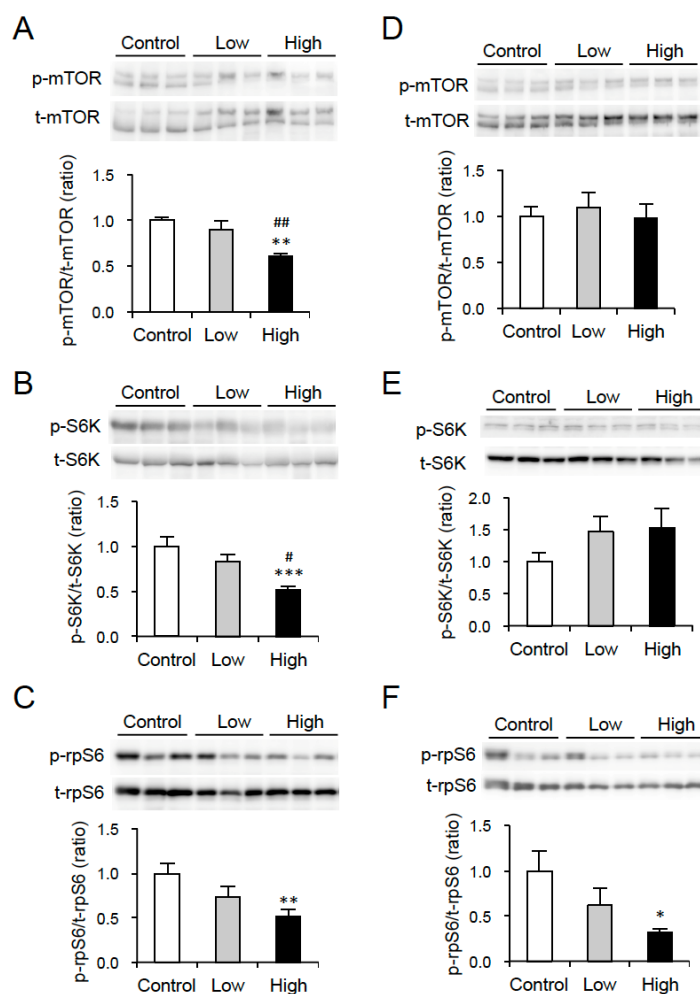 A
Control Low High
p-mTOR
t-mTOR
p-mTOR/t-mTOR (ratio)
1.5
1.0
0.5
0.0
##
**
Control Low High
B
Control Low High
p-S6K
t-S6K
p-S6K/t-S6K (ratio)
1.5
1.0
0.5
0.0
#
***
Control Low High
C
Control Low High
p-rpS6
t-rpS6
p-rpS6/t-rpS6 (ratio)
1.5
1.0
0.5
0.0
**
Control Low High
D
Control Low High
p-mTOR
t-mTOR
p-mTOR/t-mTOR (ratio)
1.5
1.0
0.5
0.0
Control Low High
E
Control Low High
p-S6K
t-S6K
p-S6K/t-S6K (ratio)
2.0
1.5
1.0
0.5
0.0
Control Low High
F
Control Low High
p-rpS6
t-rpS6
p-rpS6/t-rpS6 (ratio)
1.5
1.0
0.5
0.0
*
Control Low High